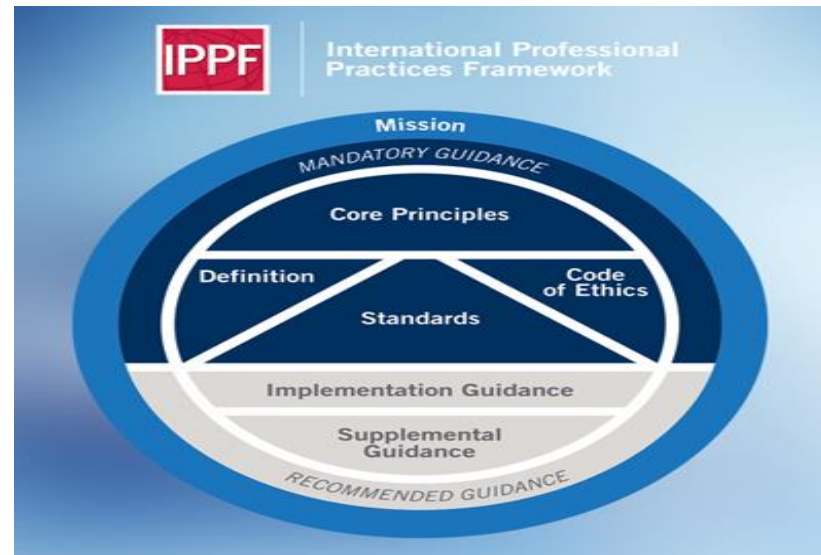 IPPF
International Professional
Practices Framework
Mission
MANDATORY GUIDANCE
Core Principles
Definition
Code
of Ethics
Standards
Implementation Guidance
Supplemental
Guidance
RECOMMENDED GUIDANCE